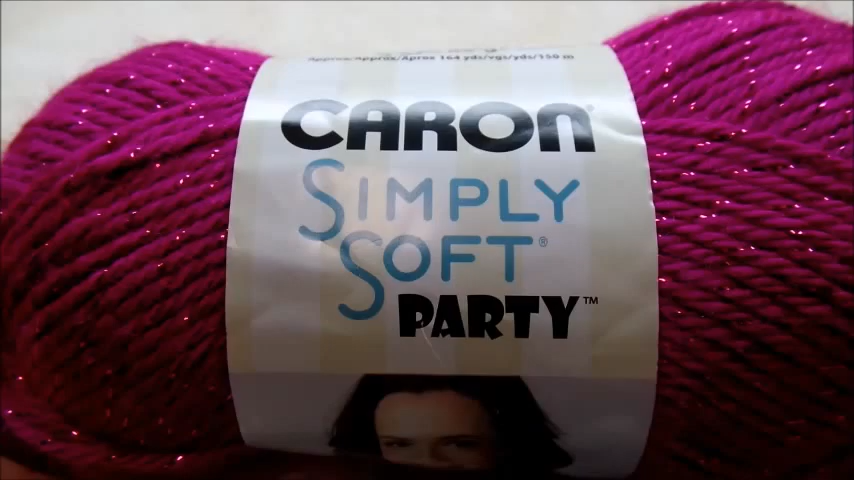 Approx/Approx/Aprox 164 yds/vgs/yds/150 m
CARON®
SIMPLY
SOFT®
PARTY™